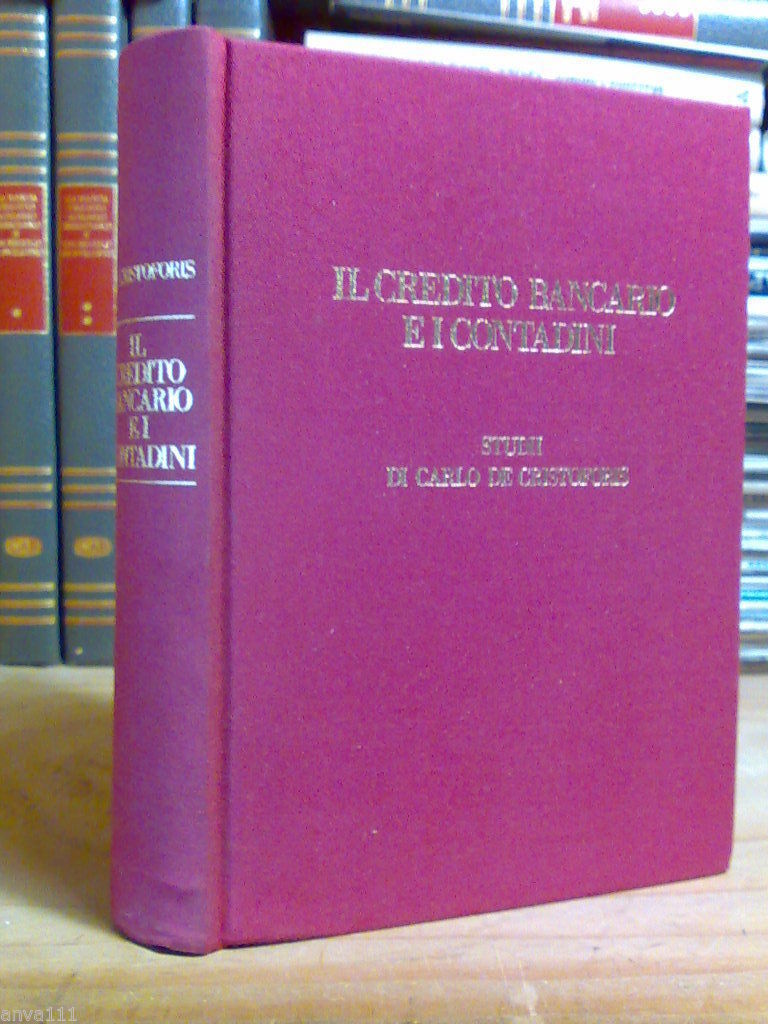 IL CREDITO BANCARIO
E I CONTADINI
STUDII
DI CARLO DE CRISTOFORIS
CRISTOFORIS
IL
CREDITO
BANCARIO
E I
CONTADINI
anva111